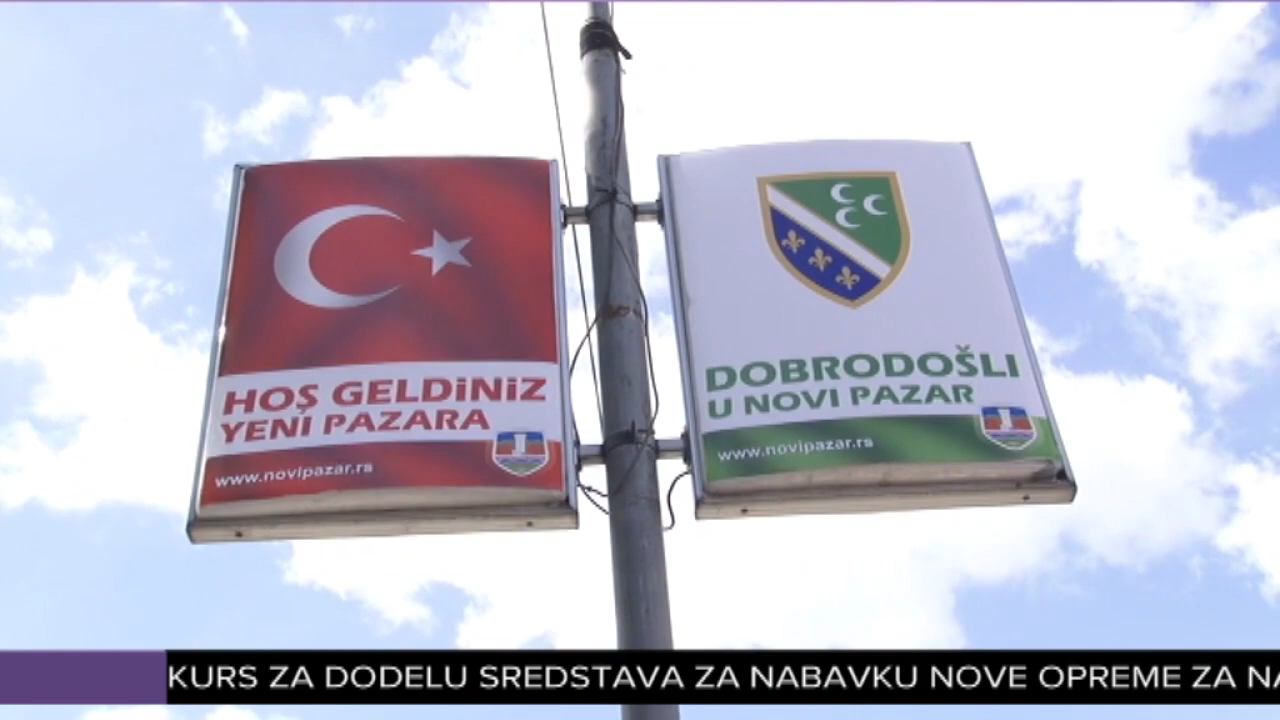 HOŞ GELDİNİZ
YENİ PAZARA
www.novipazar.rs
DOBRODOŠLI
U NOVI PAZAR
www.novipazar.rs
KURS ZA DODELU SREDSTAVA ZA NABAVKU NOVE OPREME ZA NA